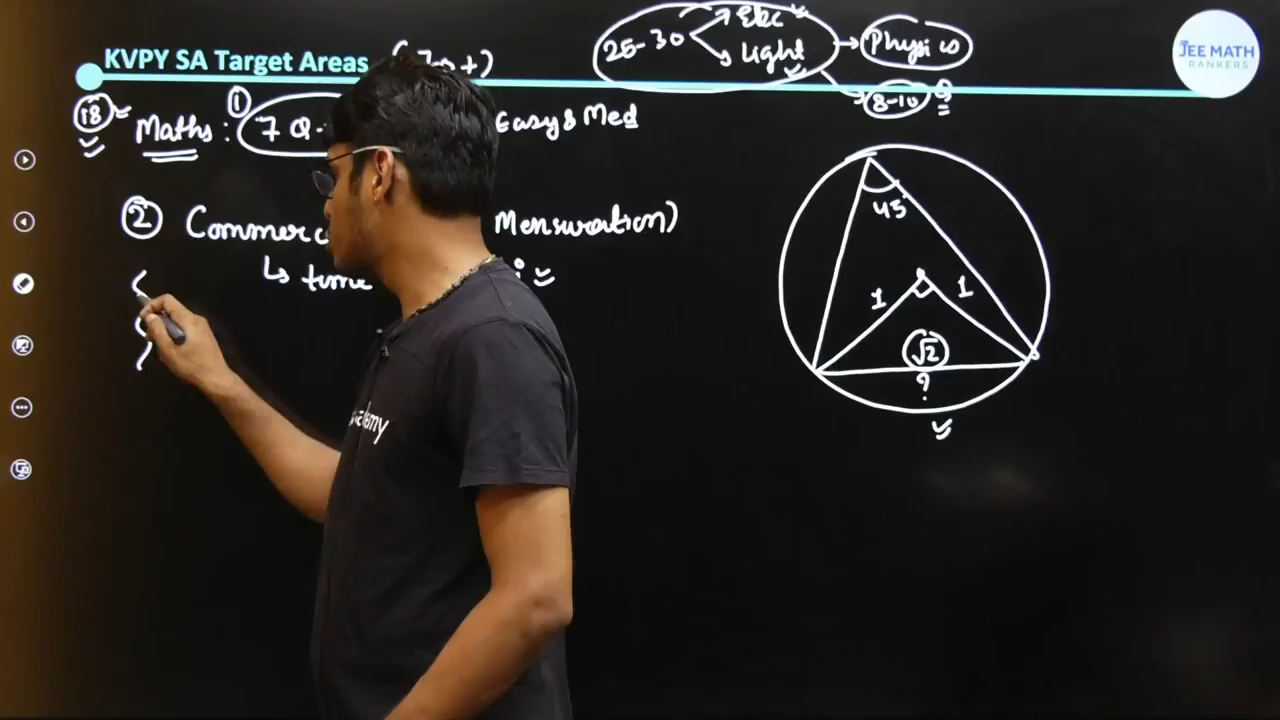 25-30 Elec
Light
Physics
8-10 Q
KVPY SA Target Areas
JEE MATH
RANKERS
18 Maths : ① 7 Q. Easy & Med
② Commerc Mensuration)
↳ time
45
1 1
√2
?